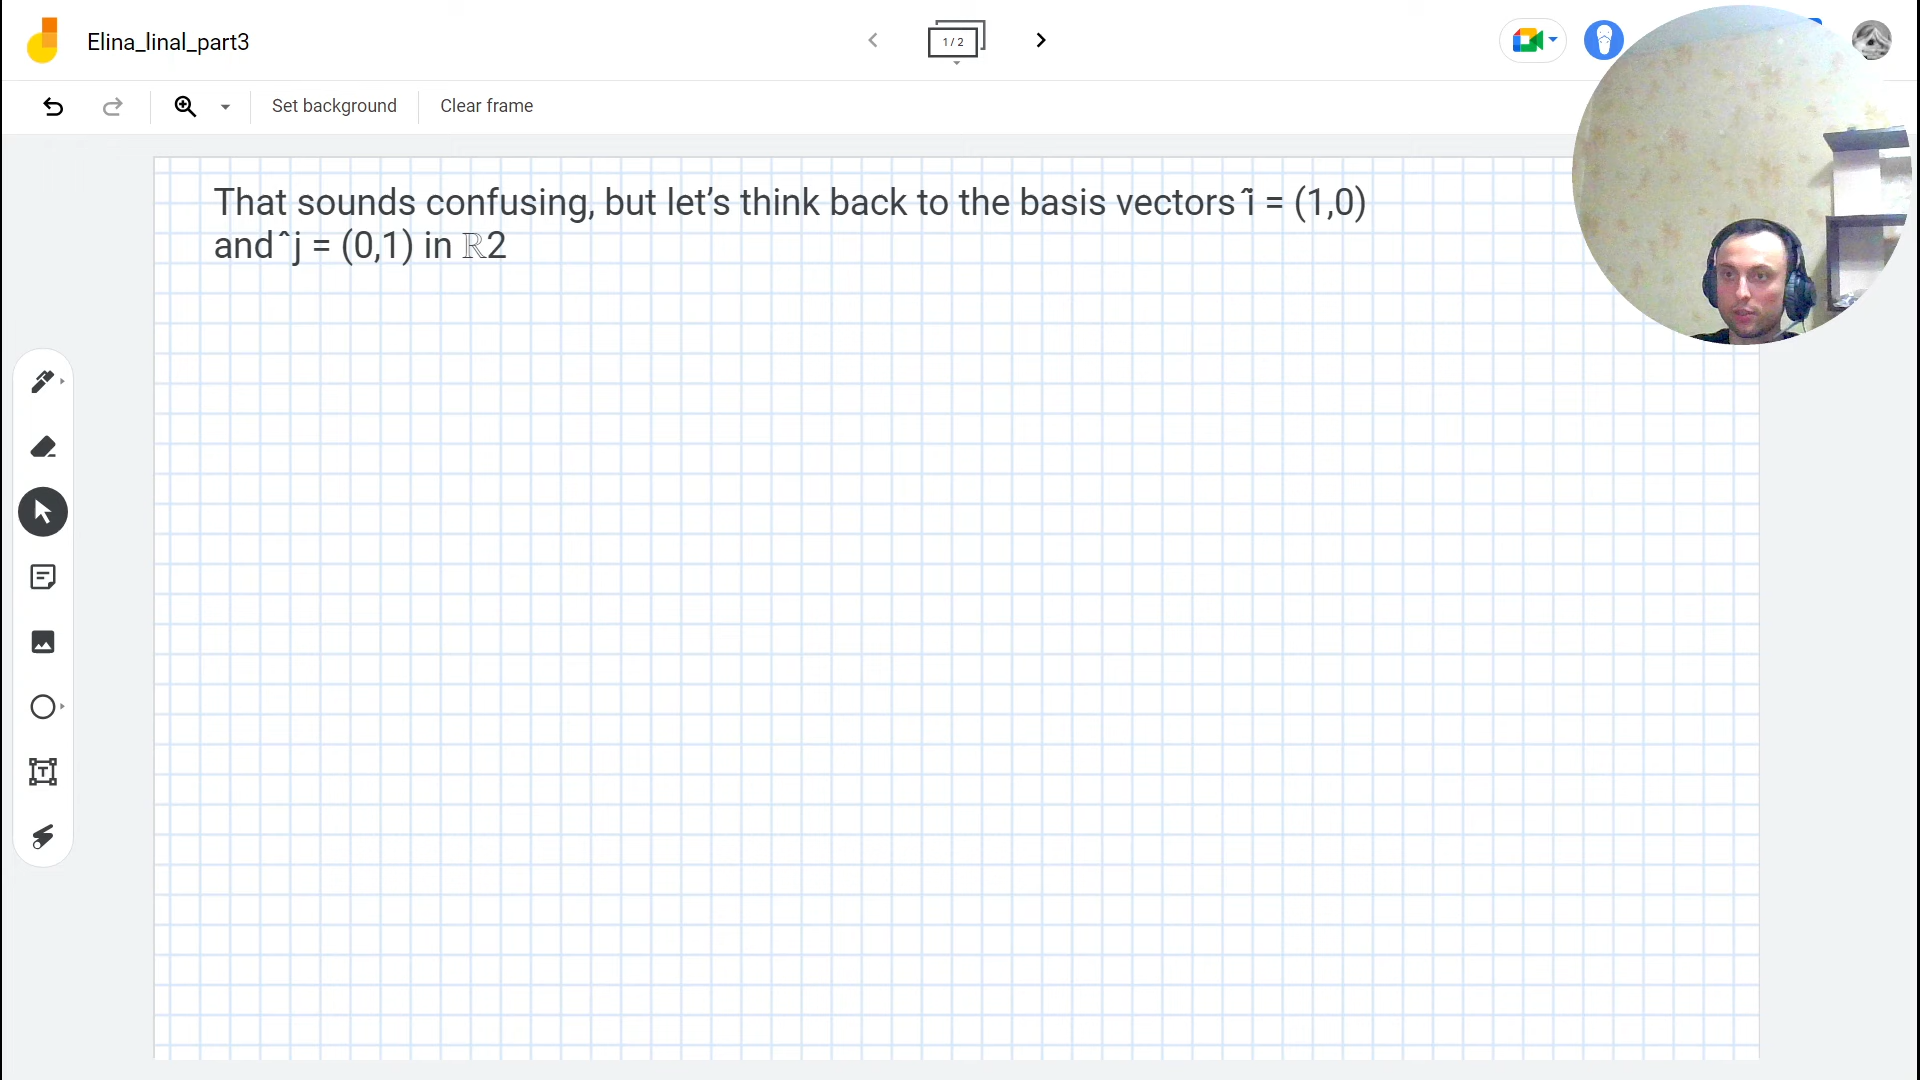 Elina_linal_part3
1 / 2
Set background
Clear frame
That sounds confusing, but let’s think back to the basis vectors î = (1,0)
and ˆj = (0,1) in ℝ2